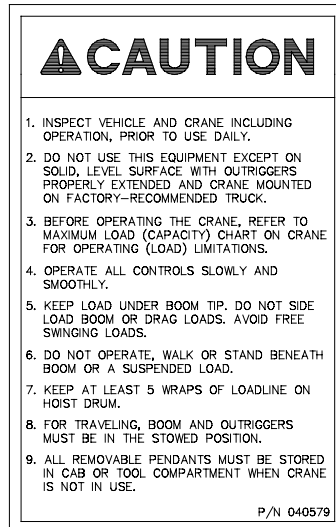 CAUTION
1. INSPECT VEHICLE AND CRANE INCLUDING
OPERATION, PRIOR TO USE DAILY.
2. DO NOT USE THIS EQUIPMENT EXCEPT ON
SOLID, LEVEL SURFACE WITH OUTRIGGERS
PROPERLY EXTENDED AND CRANE MOUNTED
ON FACTORY-RECOMMENDED TRUCK.
3. BEFORE OPERATING THE CRANE, REFER TO
MAXIMUM LOAD (CAPACITY) CHART ON CRANE
FOR OPERATING (LOAD) LIMITATIONS.
4. OPERATE ALL CONTROLS SLOWLY AND
SMOOTHLY.
5. KEEP LOAD UNDER BOOM TIP. DO NOT SIDE
LOAD BOOM OR DRAG LOADS. AVOID FREE
SWINGING LOADS.
6. DO NOT OPERATE, WALK OR STAND BENEATH
BOOM OR A SUSPENDED LOAD.
7. KEEP AT LEAST 5 WRAPS OF LOADLINE ON
HOIST DRUM.
8. FOR TRAVELING, BOOM AND OUTRIGGERS
MUST BE IN THE STOWED POSITION.
9. ALL REMOVABLE PENDANTS MUST BE STORED
IN CAB OR TOOL COMPARTMENT WHEN CRANE
IS NOT IN USE.
P/N 040579